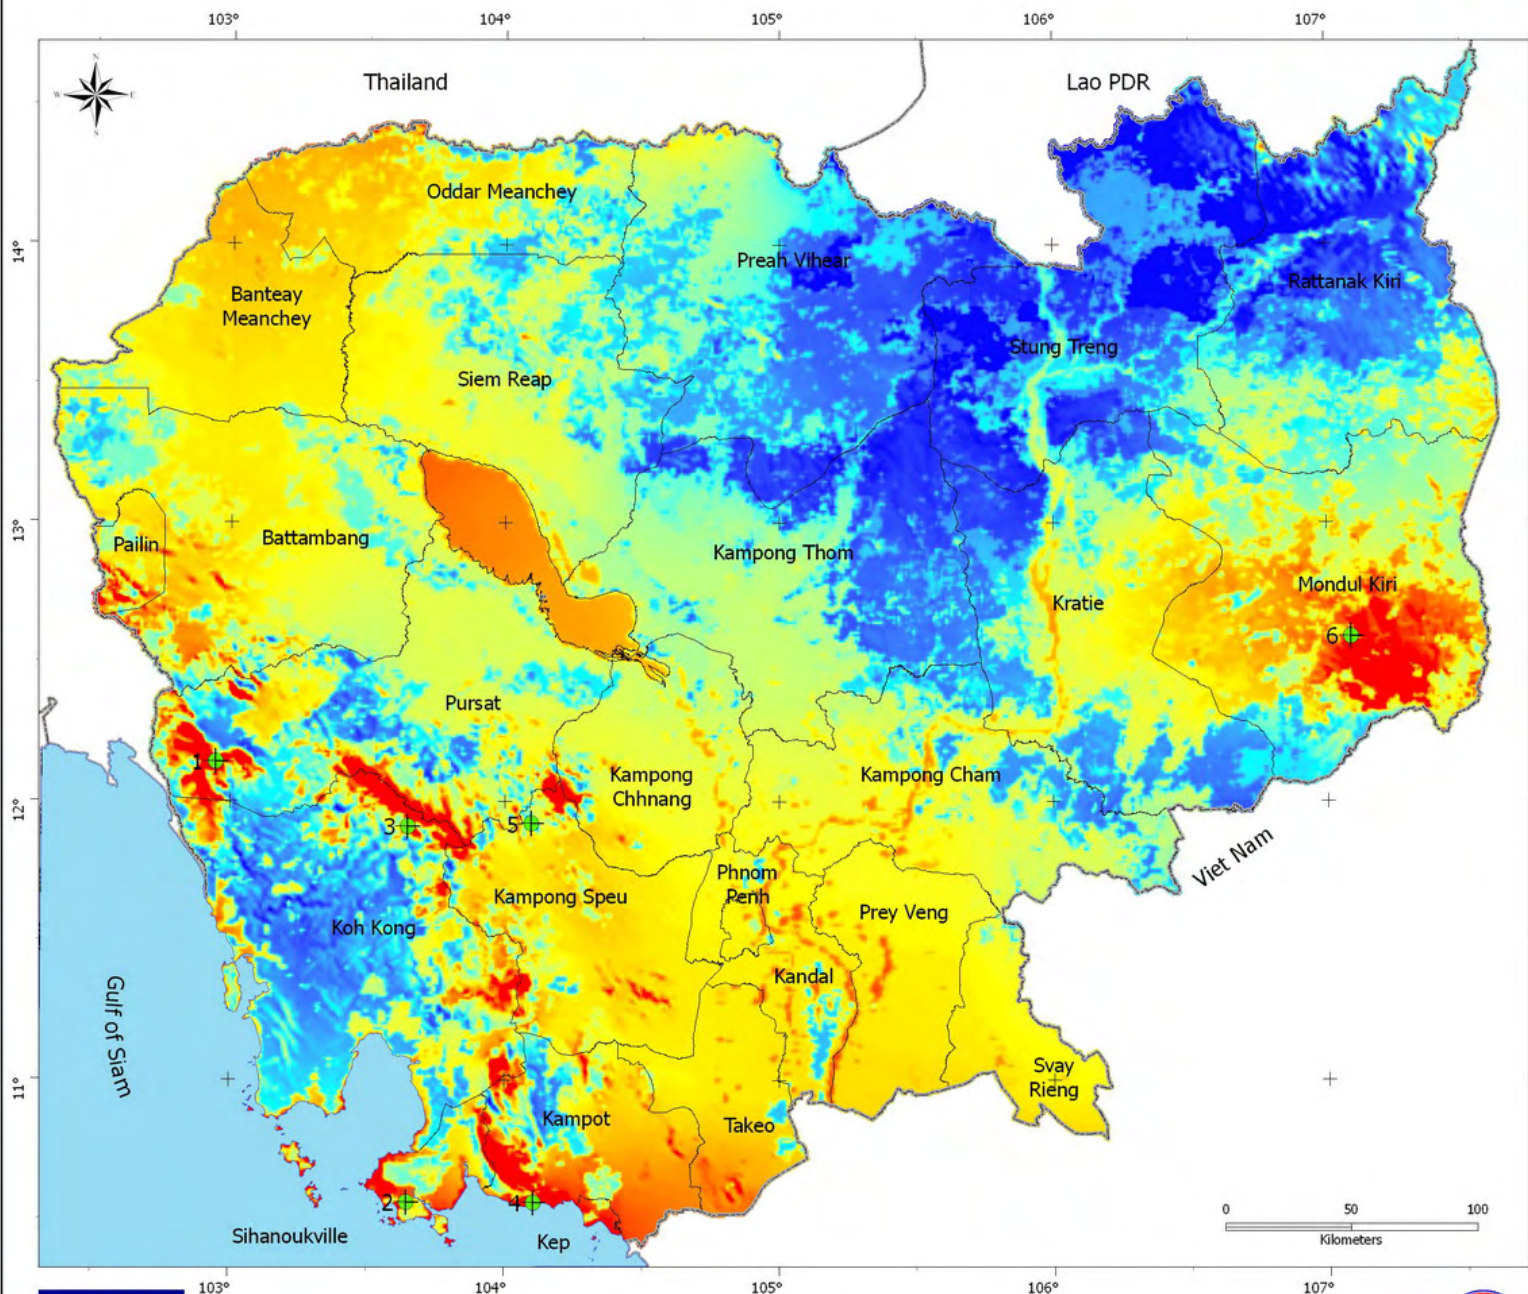 103° 104° 105° 106° 107°
N
W E
S
Thailand
Lao PDR
Oddar Meanchey
14°
Preah Vihear
Rattanak Kiri
Banteay
Meanchey
Stung Treng
Siem Reap
13°
Pailin
Battambang
Kampong Thom
Mondul Kiri
Kratie
6
Pursat
1
Kampong
Chhnang
Kampong Cham
12°
3
5
Viet Nam
Phnom
Penh
Kampong Speu
Prey Veng
Koh Kong
Kandal
Gulf of Siam
11°
Svay
Rieng
Kampot
Takeo
2
4
Sihanoukville
Kep
0 50 100
Kilometers
103° 104° 105° 106° 107°